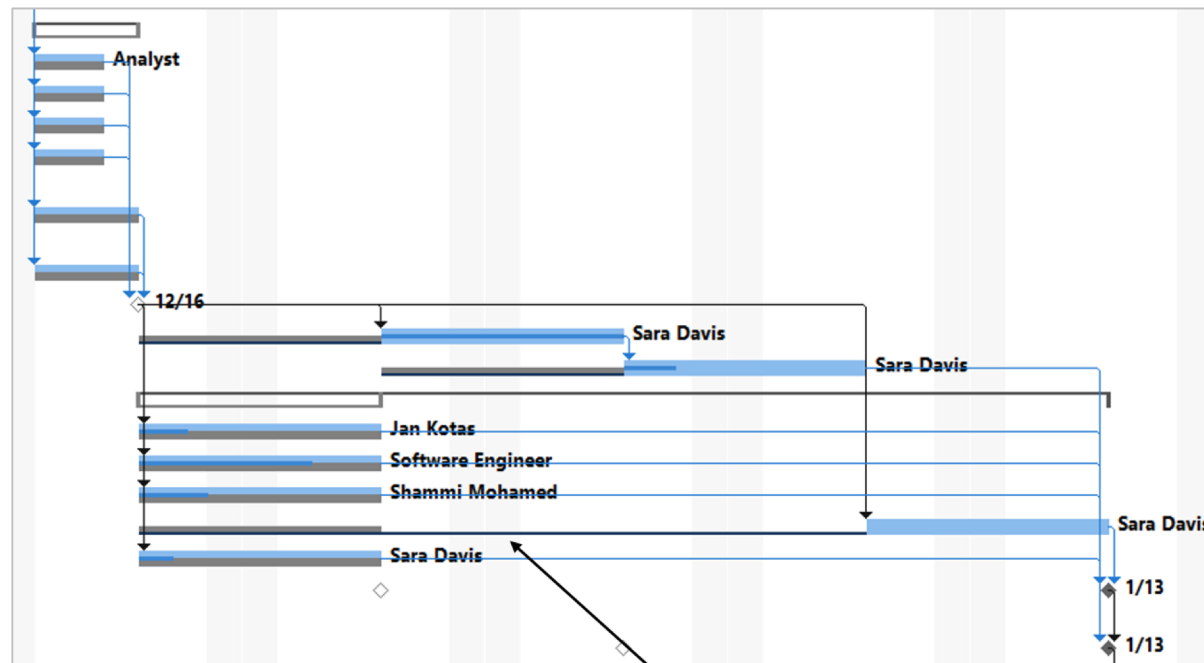 Analyst
12/16
Sara Davis
Sara Davis
Jan Kotas
Software Engineer
Shammi Mohamed
Sara Davis
Sara Davis
1/13
1/13